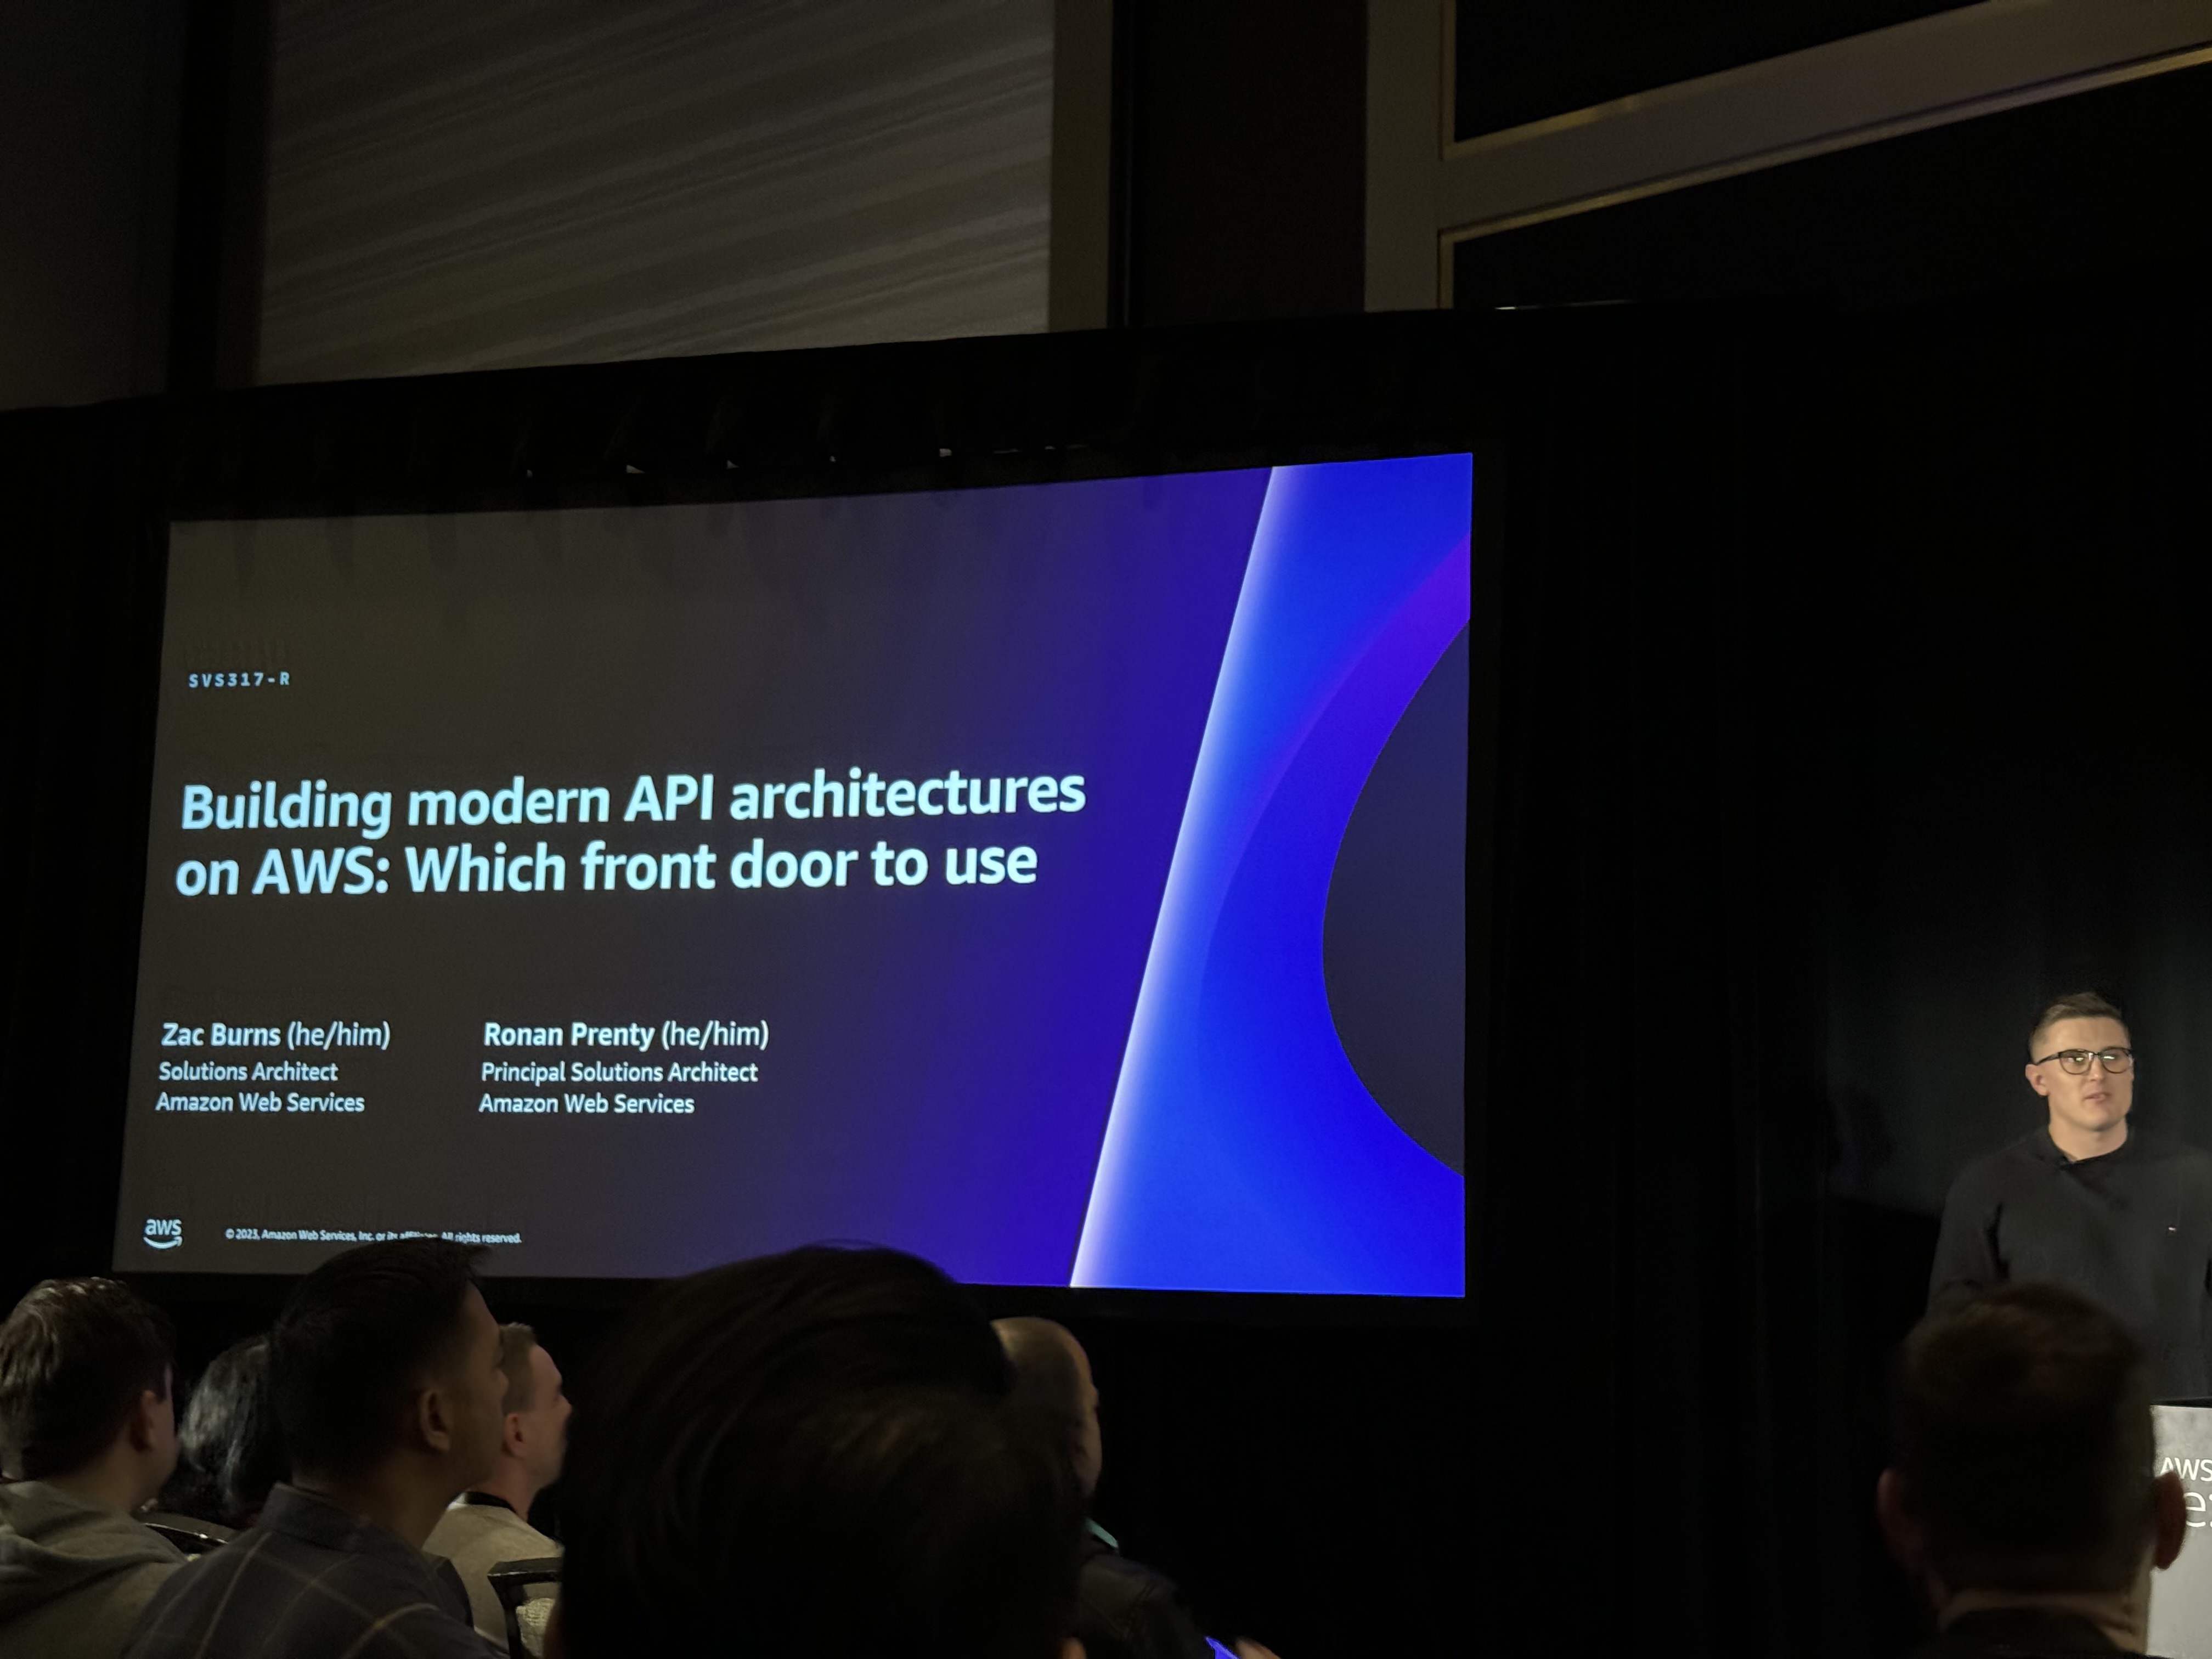 SVS317-R
Building modern API architectures
on AWS: Which front door to use
Zac Burns (he/him)
Solutions Architect
Amazon Web Services
Ronan Prenty (he/him)
Principal Solutions Architect
Amazon Web Services
aws
© 2023, Amazon Web Services, Inc. or its affiliates. All rights reserved.
AWS